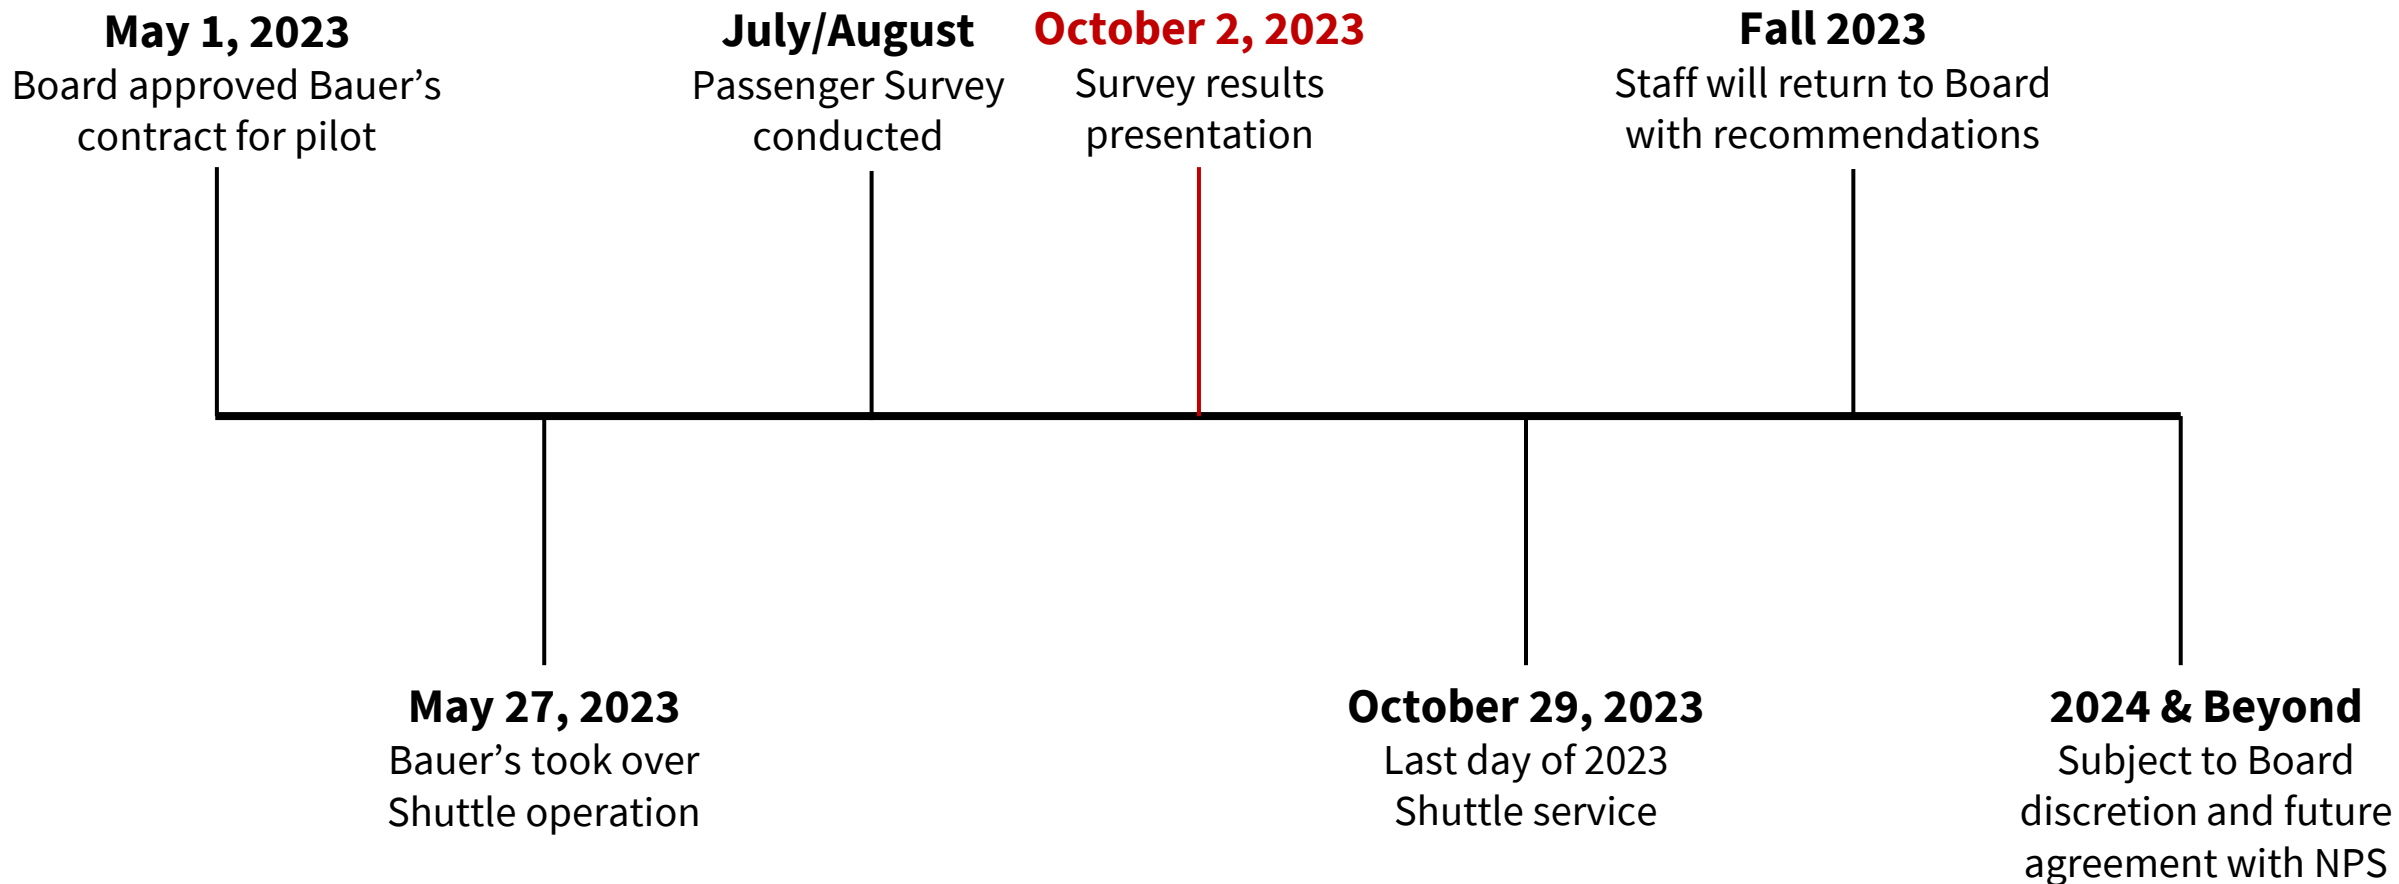 May 1, 2023
Board approved Bauer’s
contract for pilot
July/August
Passenger Survey
conducted
October 2, 2023
Survey results
presentation
Fall 2023
Staff will return to Board
with recommendations
May 27, 2023
Bauer’s took over
Shuttle operation
October 29, 2023
Last day of 2023
Shuttle service
2024 & Beyond
Subject to Board
discretion and future
agreement with NPS